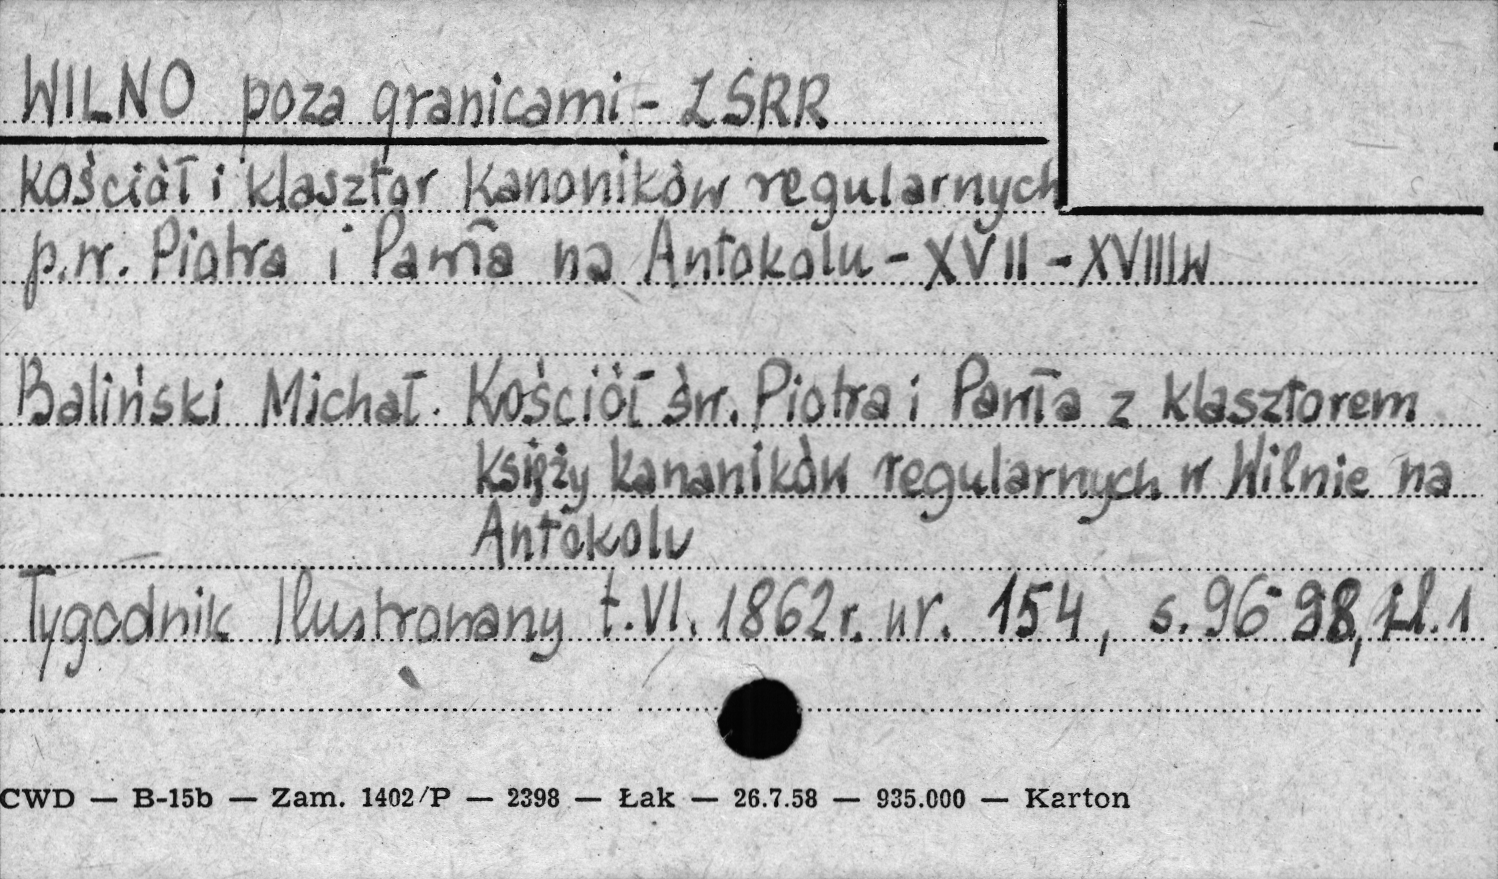 WILNO poza granicami - ZSRR
kościół i klasztor Kanoników regularnych
p.w. Piotra i Pawła na Antokolu - XVII - XVIIIw
Baliński Michał. Kościół św. Piotra i Pawła z klasztorem
księży kanoników regularnych w Wilnie na
Antokolu
Tygodnik Ilustrowany t.VI. 1862r. nr. 154, s. 96-98, il. 1
CWD — B-15b — Zam. 1402/P — 2398 — Łak — 26.7.58 — 935.000 — Karton